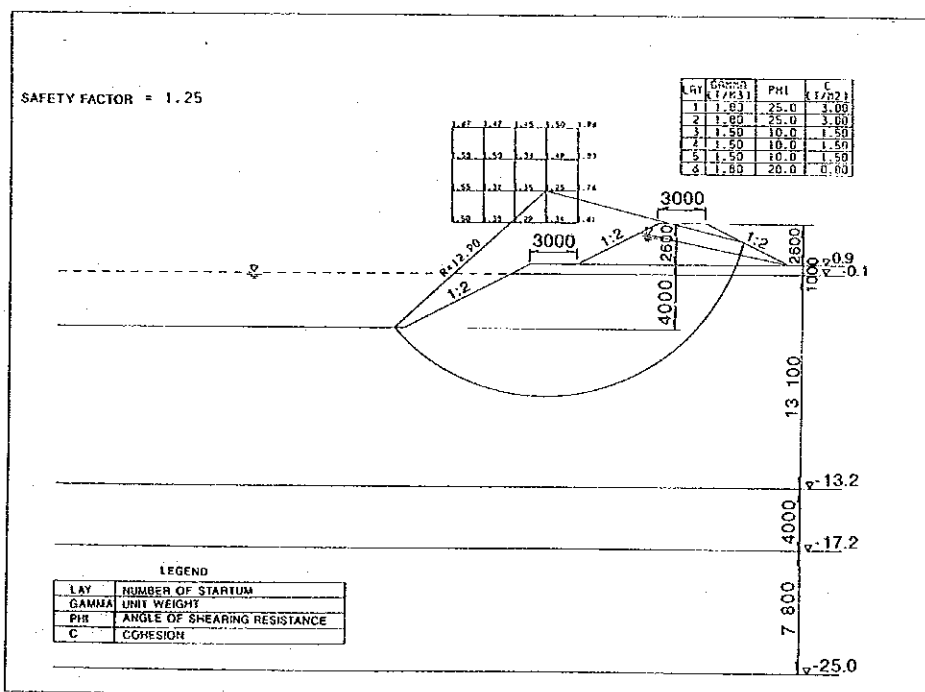 SAFETY FACTOR = 1.25
LAY GAMMA (T/M3) PHI C (T/M2)
1 1.80 25.0 3.00
2 1.80 25.0 3.00
3 1.50 10.0 1.50
4 1.50 10.0 1.50
5 1.50 10.0 1.50
6 1.80 20.0 0.00
3000
3000
1:2
1:2
1:2
R=12.90
2600
4000
2600
1000
0.9
-0.1
13 100
-13.2
4000
-17.2
7 800
-25.0
LEGEND
LAY NUMBER OF STARTUM
GAMMA UNIT WEIGHT
PHI ANGLE OF SHEARING RESISTANCE
C COHESION